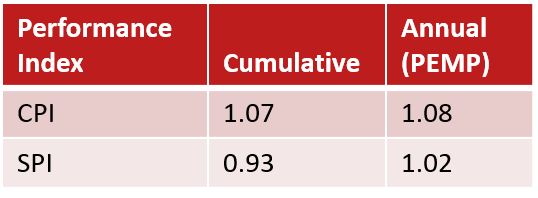 Performance Index Cumulative Annual (PEMP)
CPI 1.07 1.08
SPI 0.93 1.02